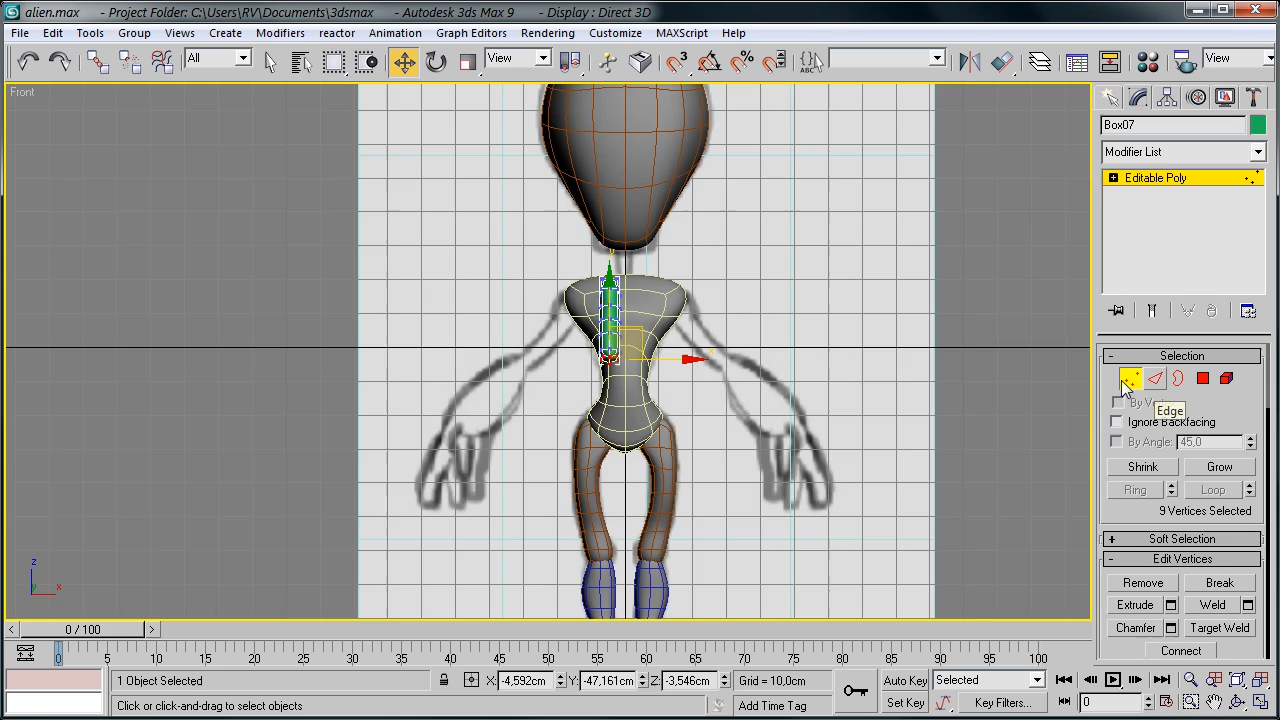 alien.max - Project Folder: C:\Users\RV\Documents\3dsmax - Autodesk 3ds Max 9 - Display : Direct 3D
File Edit Tools Group Views Create Modifiers reactor Animation Graph Editors Rendering Customize MAXScript Help
All View View
Front
Box07
Modifier List
Editable Poly
Selection
Edge
Ignore Backfacing
By Angle: 45,0
Shrink Grow
Ring Loop
9 Vertices Selected
Soft Selection
Edit Vertices
Remove Break
Extrude Weld
Chamfer Target Weld
Connect
z
x
0 / 100
0 5 10 15 20 25 30 35 40 45 50 55 60 65 70 75 80 85 90 95 100
1 Object Selected X: -4,592cm Y: -47,161cm Z: -3,546cm Grid = 10,0cm Auto Key Selected
Click or click-and-drag to select objects Add Time Tag Set Key Key Filters... 0